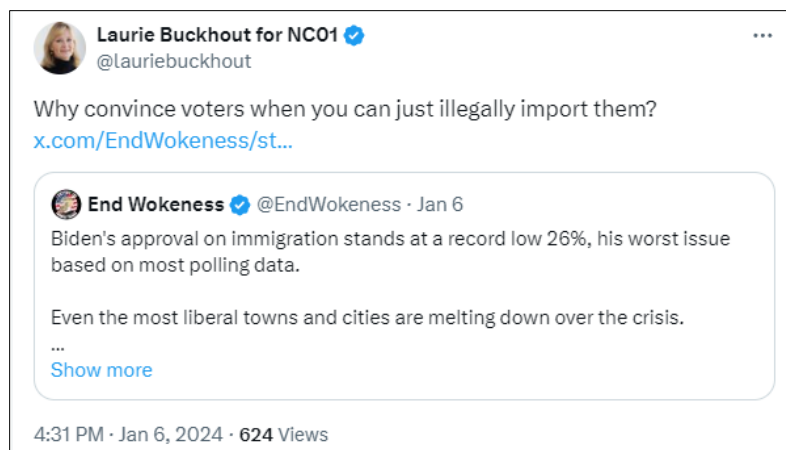 Laurie Buckhout for NC01
@lauriebuckhout
Why convince voters when you can just illegally import them?
x.com/EndWokeness/st...
End Wokeness @EndWokeness · Jan 6
Biden's approval on immigration stands at a record low 26%, his worst issue
based on most polling data.
Even the most liberal towns and cities are melting down over the crisis.
...
Show more
4:31 PM · Jan 6, 2024 · 624 Views